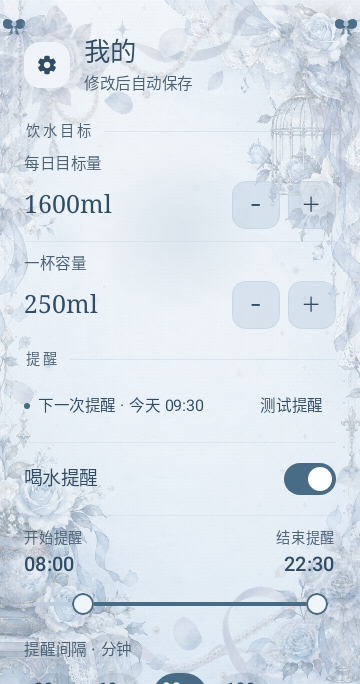 我的
修改后自动保存
饮水目标
每日目标量
1600ml
- +
一杯容量
250ml
- +
提醒
下一次提醒 · 今天 09:30 测试提醒
喝水提醒
开始提醒 结束提醒
08:00 22:30
提醒间隔 · 分钟